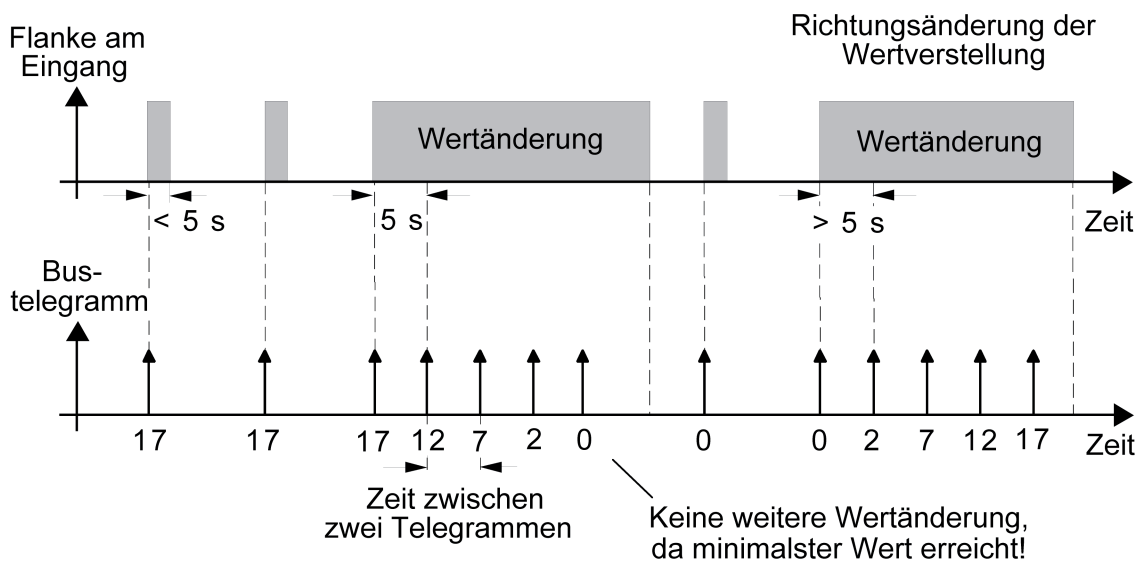 Flanke am
Eingang
Richtungsänderung der
Wertverstellung
Wertänderung
Wertänderung
< 5 s
5 s
> 5 s
Zeit
Bus-
telegramm
17
17
17
12
7
2
0
0
0
2
7
12
17
Zeit
Zeit zwischen
zwei Telegrammen
Keine weitere Wertänderung,
da minimalster Wert erreicht!